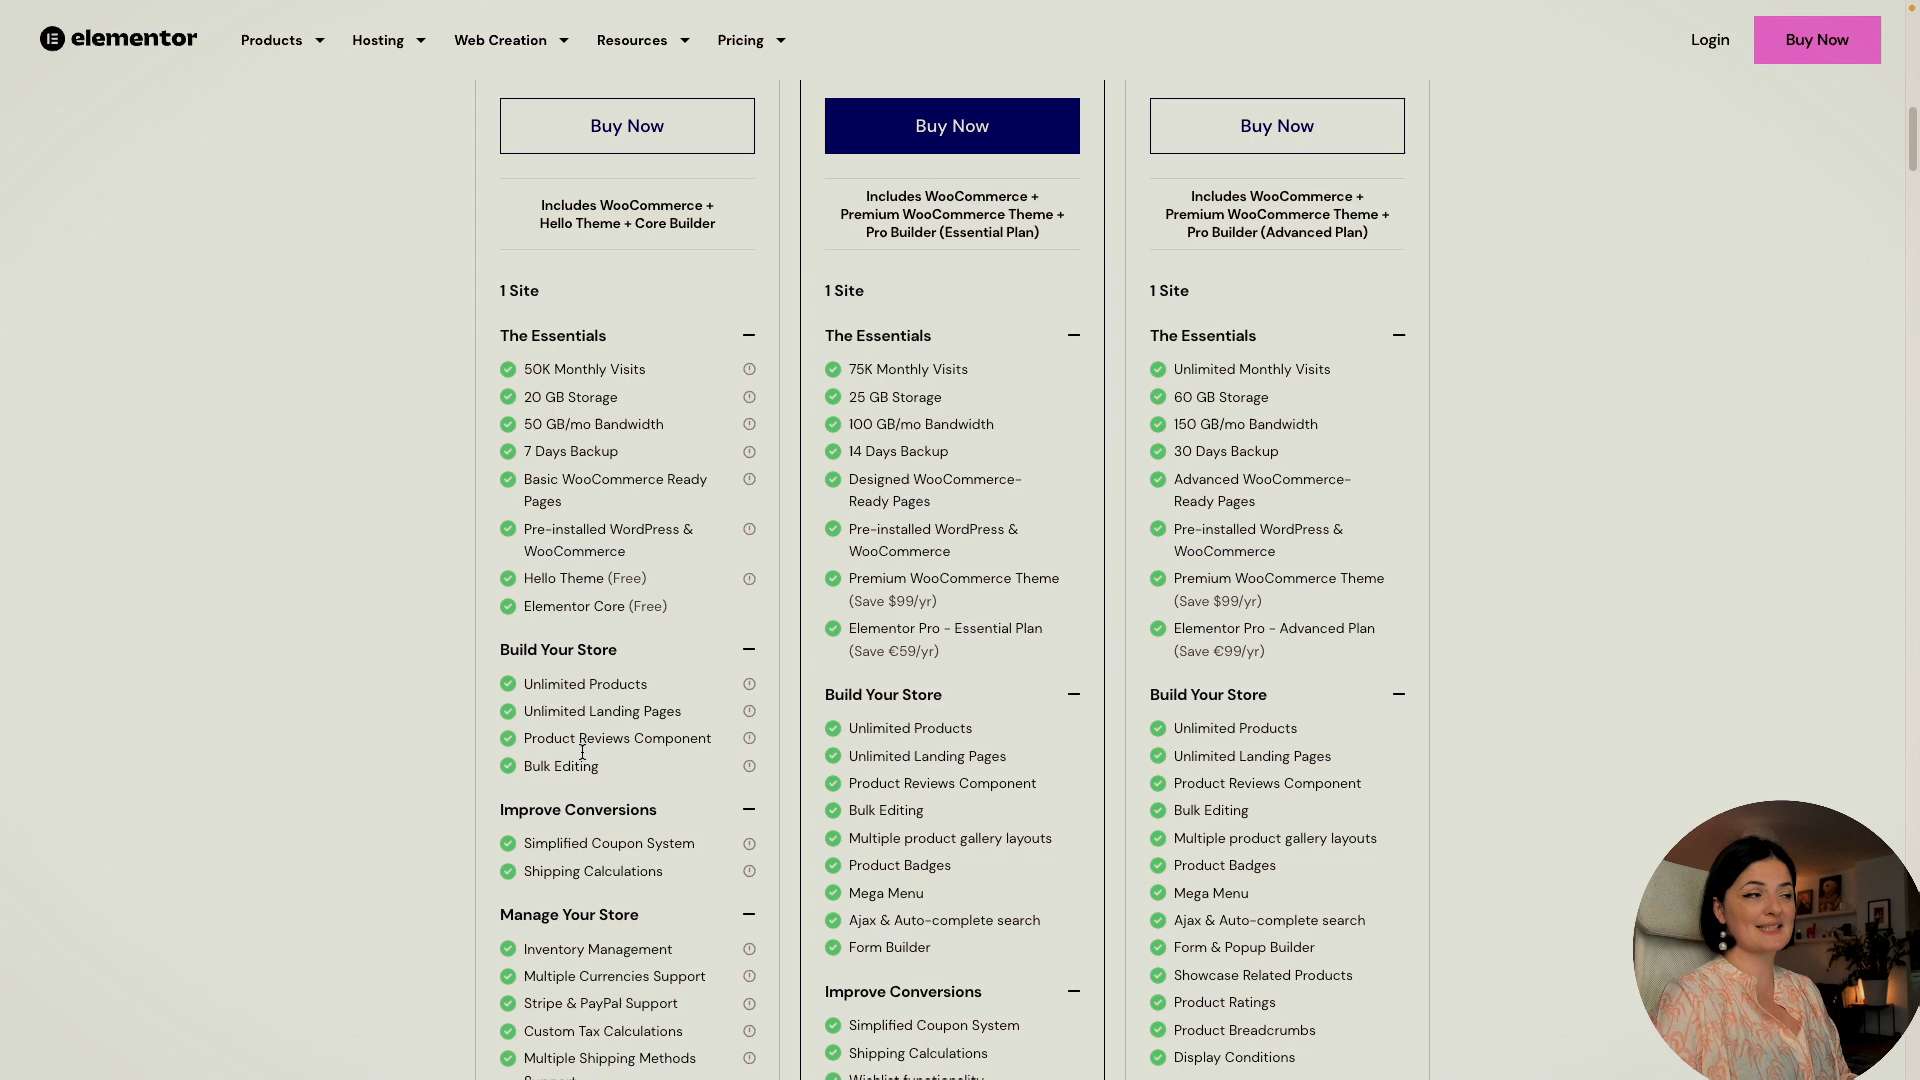 elementor
Products
Hosting
Web Creation
Resources
Pricing
Login
Buy Now
Buy Now
Includes WooCommerce +
Hello Theme + Core Builder
1 Site
The Essentials
50K Monthly Visits
20 GB Storage
50 GB/mo Bandwidth
7 Days Backup
Basic WooCommerce Ready
Pages
Pre-installed WordPress &
WooCommerce
Hello Theme (Free)
Elementor Core (Free)
Build Your Store
Unlimited Products
Unlimited Landing Pages
Product Reviews Component
Bulk Editing
Improve Conversions
Simplified Coupon System
Shipping Calculations
Manage Your Store
Inventory Management
Multiple Currencies Support
Stripe & PayPal Support
Custom Tax Calculations
Multiple Shipping Methods
Buy Now
Includes WooCommerce +
Premium WooCommerce Theme +
Pro Builder (Essential Plan)
1 Site
The Essentials
75K Monthly Visits
25 GB Storage
100 GB/mo Bandwidth
14 Days Backup
Designed WooCommerce-
Ready Pages
Pre-installed WordPress &
WooCommerce
Premium WooCommerce Theme
(Save $99/yr)
Elementor Pro - Essential Plan
(Save €59/yr)
Build Your Store
Unlimited Products
Unlimited Landing Pages
Product Reviews Component
Bulk Editing
Multiple product gallery layouts
Product Badges
Mega Menu
Ajax & Auto-complete search
Form Builder
Improve Conversions
Simplified Coupon System
Shipping Calculations
Wishlist functionality
Buy Now
Includes WooCommerce +
Premium WooCommerce Theme +
Pro Builder (Advanced Plan)
1 Site
The Essentials
Unlimited Monthly Visits
60 GB Storage
150 GB/mo Bandwidth
30 Days Backup
Advanced WooCommerce-
Ready Pages
Pre-installed WordPress &
WooCommerce
Premium WooCommerce Theme
(Save $99/yr)
Elementor Pro - Advanced Plan
(Save €99/yr)
Build Your Store
Unlimited Products
Unlimited Landing Pages
Product Reviews Component
Bulk Editing
Multiple product gallery layouts
Product Badges
Mega Menu
Ajax & Auto-complete search
Form & Popup Builder
Showcase Related Products
Product Ratings
Product Breadcrumbs
Display Conditions